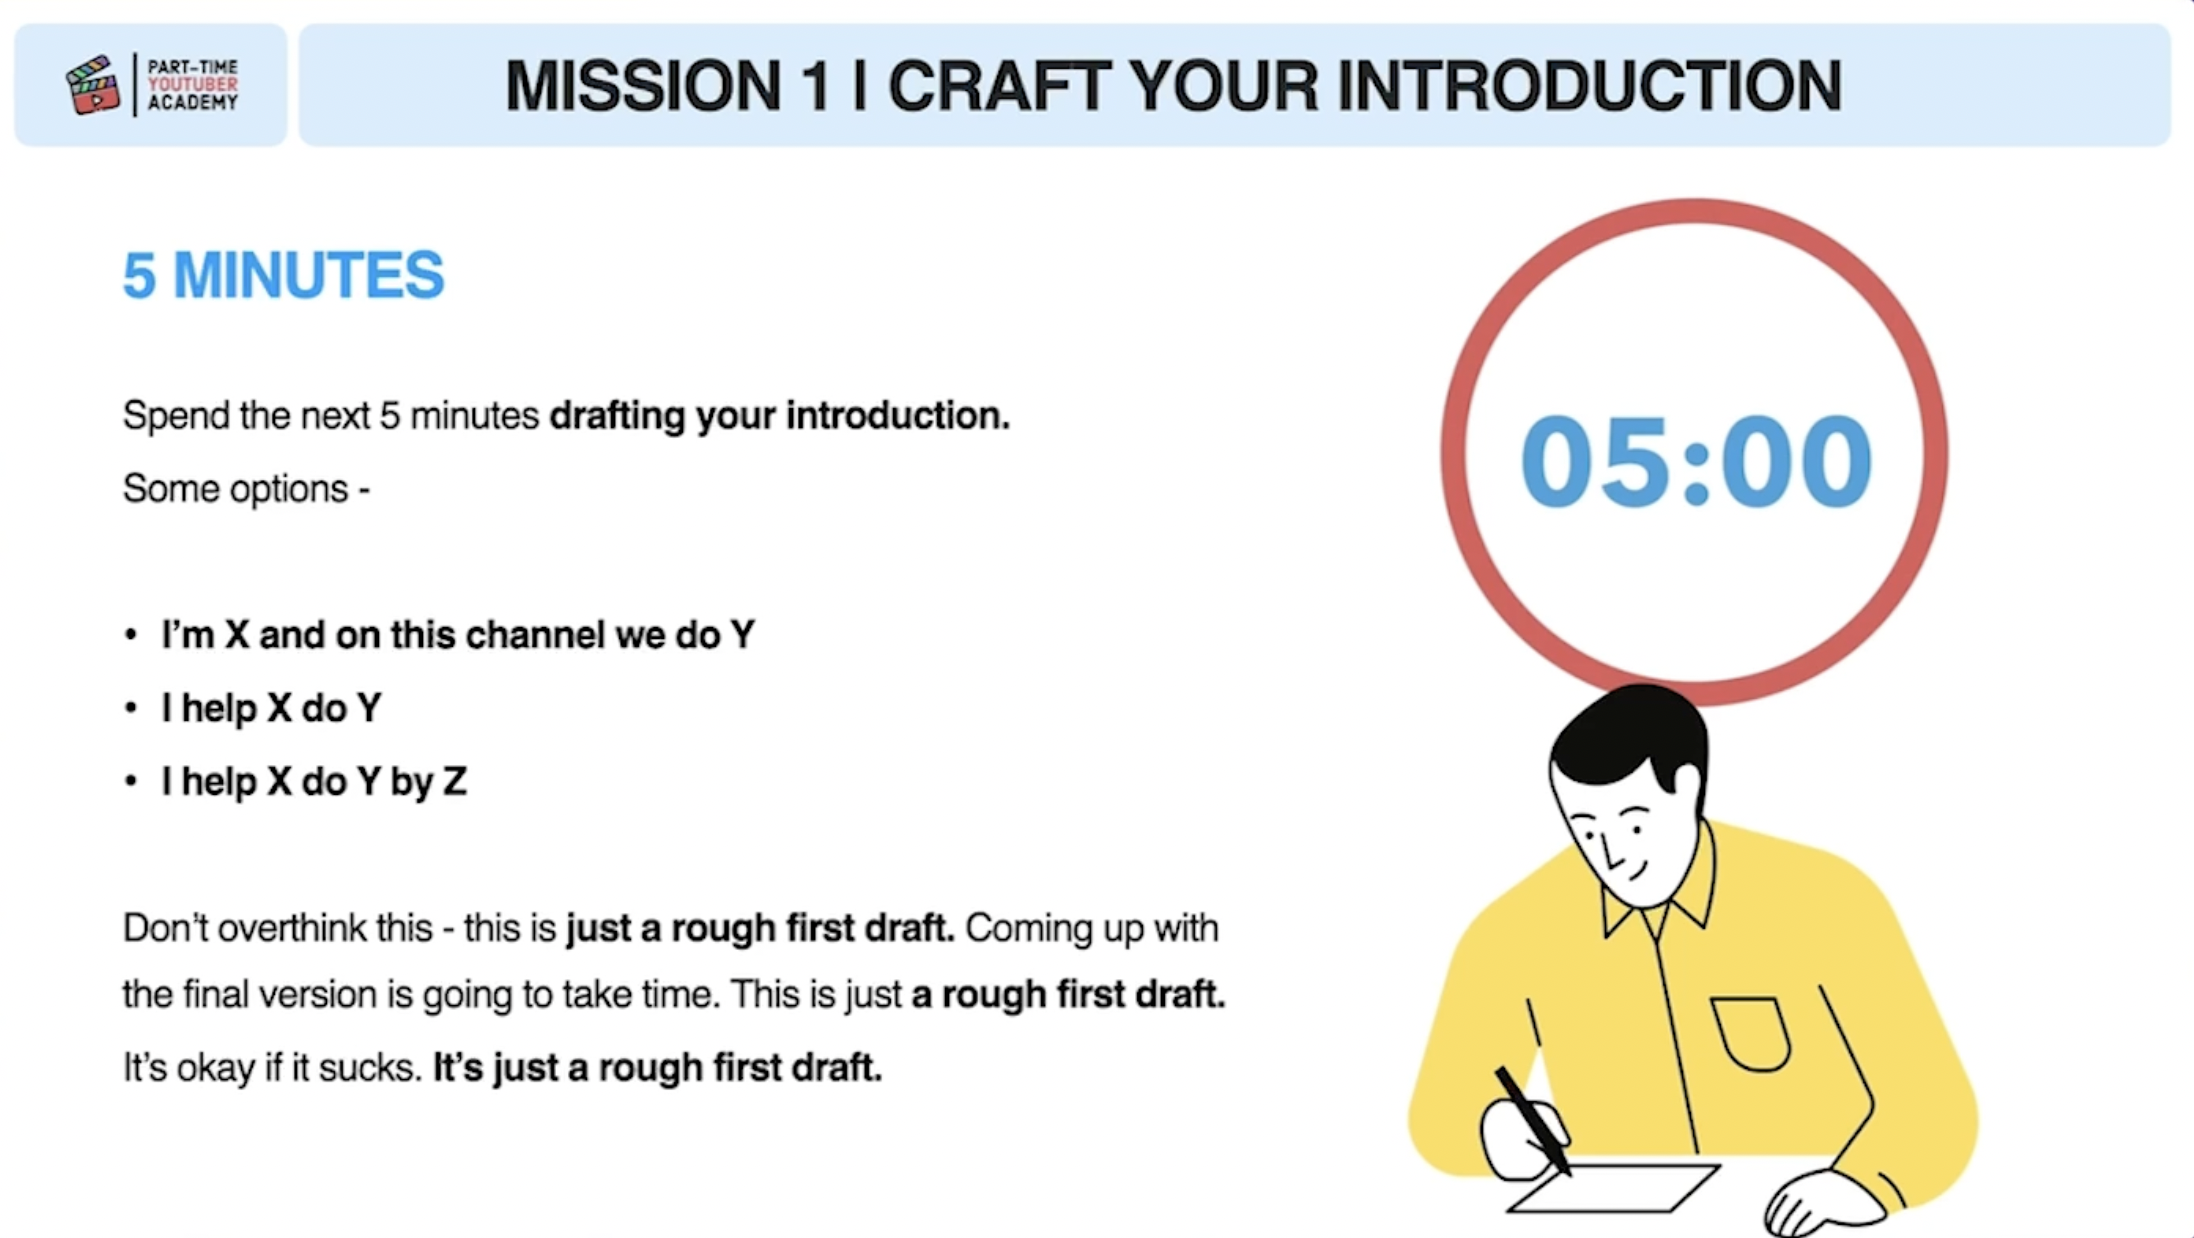 PART-TIME
YOUTUBER
ACADEMY
MISSION 1 | CRAFT YOUR INTRODUCTION
5 MINUTES
Spend the next 5 minutes drafting your introduction.
Some options -
• I'm X and on this channel we do Y
• I help X do Y
• I help X do Y by Z
Don't overthink this - this is just a rough first draft. Coming up with
the final version is going to take time. This is just a rough first draft.
It's okay if it sucks. It's just a rough first draft.
05:00